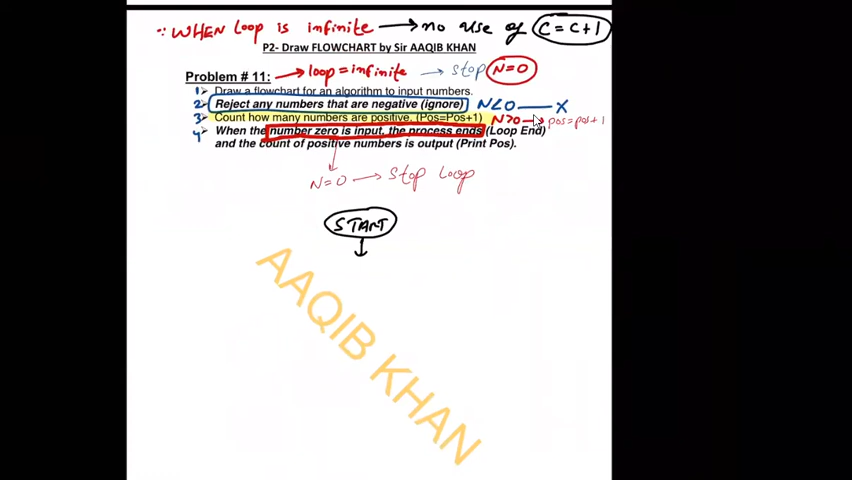 ∵ WHEN Loop is infinite → no use of C = C+1
P2- Draw FLOWCHART by Sir AAQIB KHAN
Problem # 11: → loop = infinite → stop N=0
1 ➢ Draw a flowchart for an algorithm to input numbers.
2 ➢ Reject any numbers that are negative (ignore) N<0 — X
3 ➢ Count how many numbers are positive. (Pos=Pos+1) N>0 → pos=pos+1
4 ➢ When the number zero is input, the process ends (Loop End)
and the count of positive numbers is output (Print Pos).
N=0 → Stop Loop
START
AAQIB KHAN